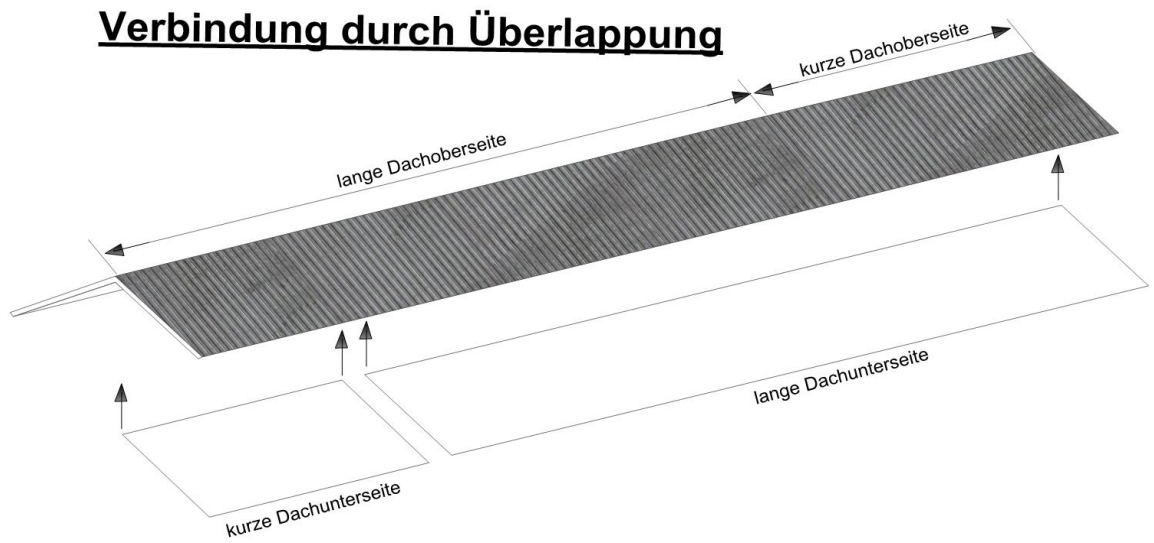 Verbindung durch Überlappung
kurze Dachoberseite
lange Dachoberseite
lange Dachunterseite
kurze Dachunterseite